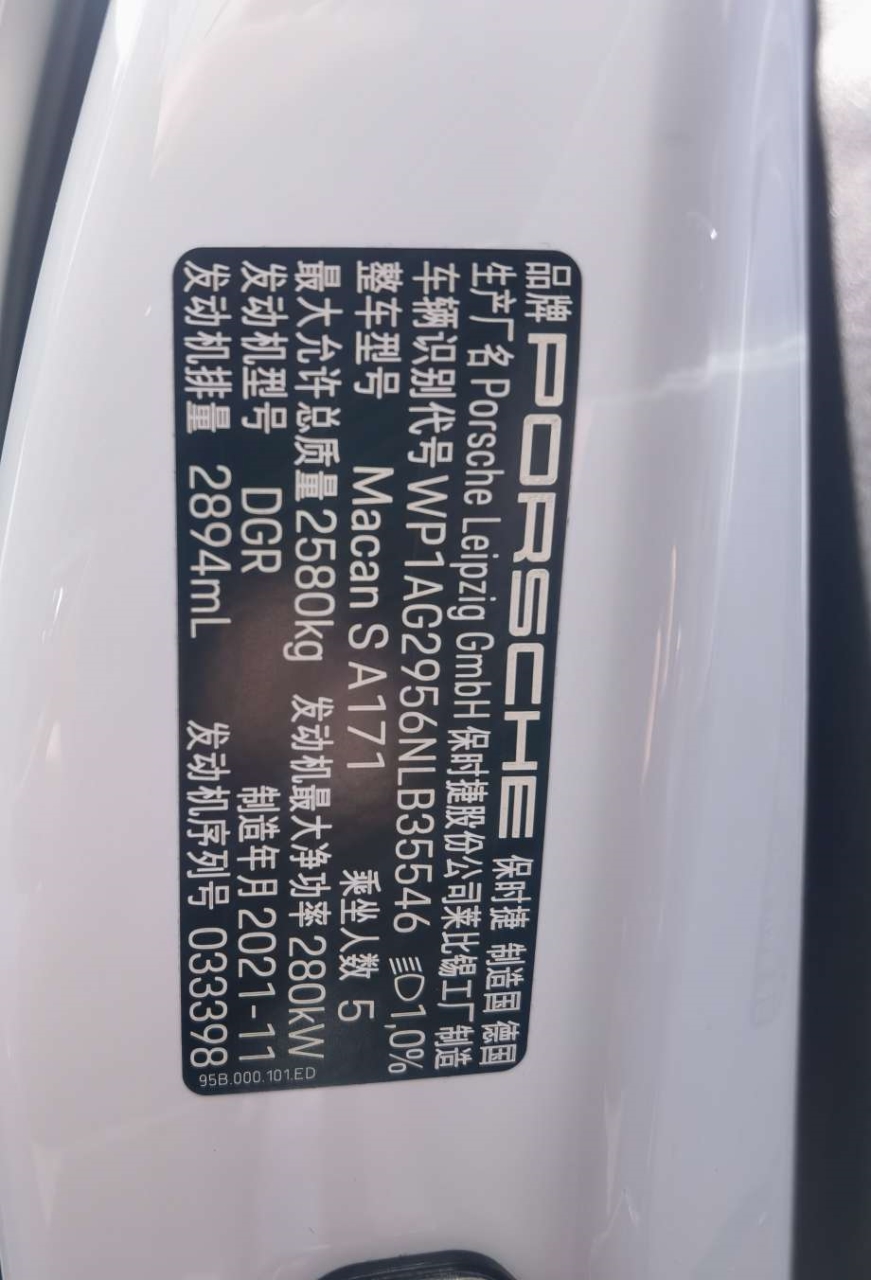 品牌 PORSCHE 保时捷 制造国 德国
生产厂名 Porsche Leipzig GmbH 保时捷股份公司莱比锡工厂 制造
车辆识别代号 WP1AG2956NLB35546 1,0%
整车型号 Macan S A171 乘坐人数 5
最大允许总质量 2580kg 发动机最大净功率 280kW
发动机型号 DGR 制造年月 2021-11
发动机排量 2894mL 发动机序列号 033398
95B.000.101.ED